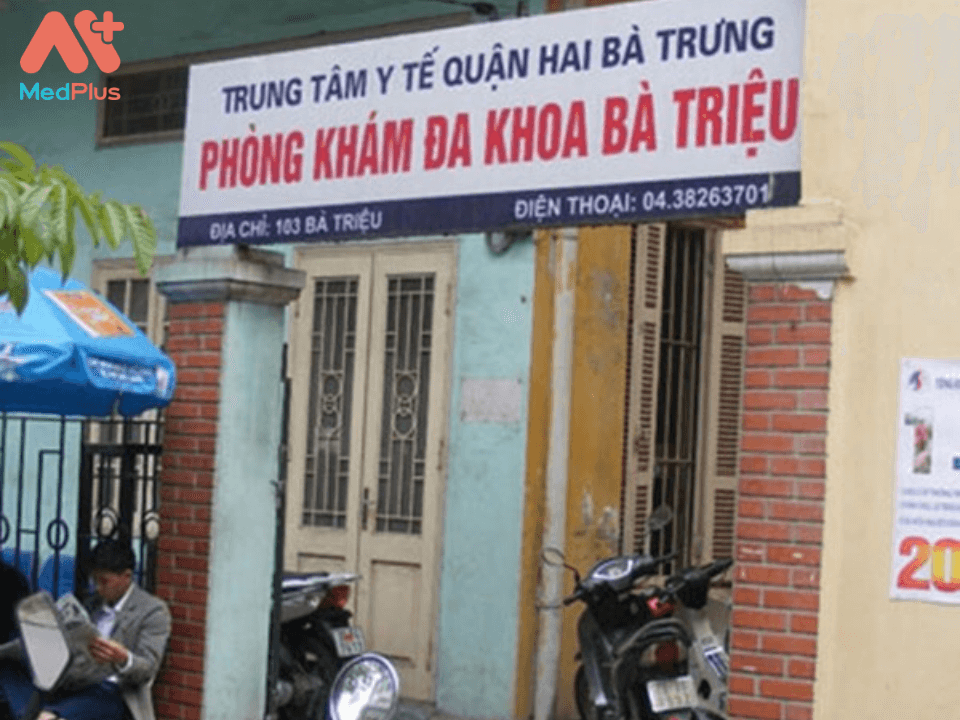 MedPlus
TRUNG TÂM Y TẾ QUẬN HAI BÀ TRƯNG
PHÒNG KHÁM ĐA KHOA BÀ TRIỆU
ĐỊA CHỈ: 103 BÀ TRIỆU
ĐIỆN THOẠI: 04.38263701
20